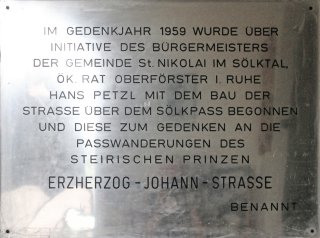 IM GEDENKJAHR 1959 WURDE ÜBER
INITIATIVE DES BÜRGERMEISTERS
DER GEMEINDE St. NIKOLAI IM SÖLKTAL,
ÖK. RAT OBERFÖRSTER I. RUHE
HANS PETZL MIT DEM BAU DER
STRASSE ÜBER DEM SÖLKPASS BEGONNEN
UND DIESE ZUM GEDENKEN AN DIE
PASSWANDERUNGEN DES
STEIRISCHEN PRINZEN
ERZHERZOG-JOHANN-STRASSE
BENANNT